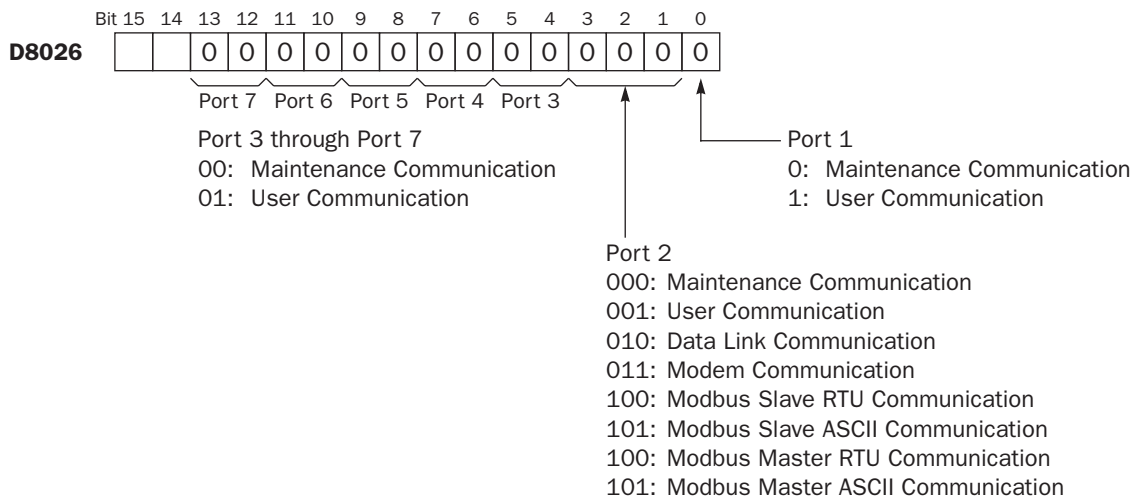 Bit 15 14 13 12 11 10 9 8 7 6 5 4 3 2 1 0
D8026 0 0 0 0 0 0 0 0 0 0 0 0 0 0
Port 7 Port 6 Port 5 Port 4 Port 3
Port 3 through Port 7
00: Maintenance Communication
01: User Communication
Port 1
0: Maintenance Communication
1: User Communication
Port 2
000: Maintenance Communication
001: User Communication
010: Data Link Communication
011: Modem Communication
100: Modbus Slave RTU Communication
101: Modbus Slave ASCII Communication
100: Modbus Master RTU Communication
101: Modbus Master ASCII Communication